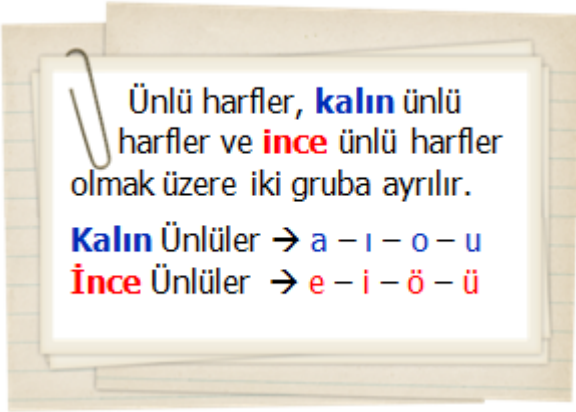 Ünlü harfler, kalın ünlü
harfler ve ince ünlü harfler
olmak üzere iki gruba ayrılır.
Kalın Ünlüler → a – ı – o – u
İnce Ünlüler → e – i – ö – ü